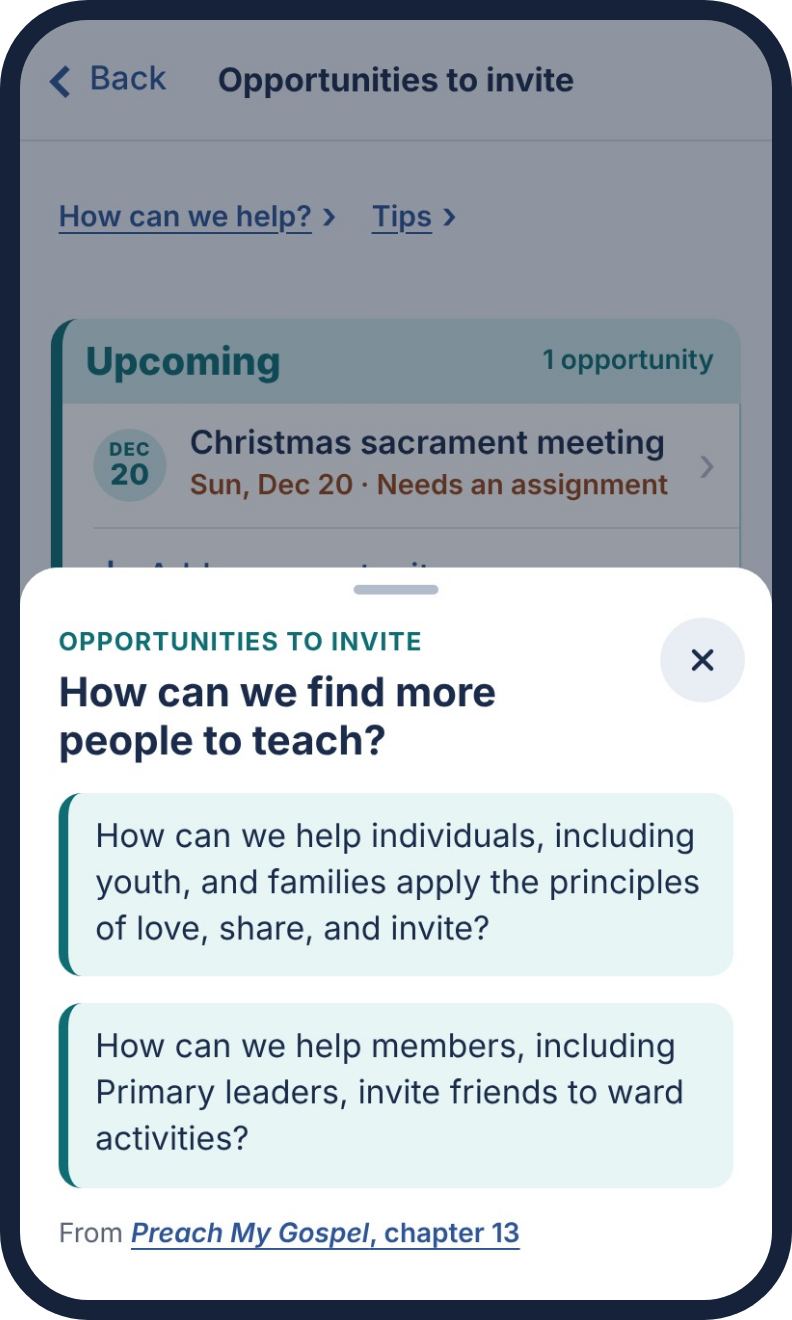 Back
Opportunities to invite
How can we help? ›
Tips ›
Upcoming
1 opportunity
DEC
20
Christmas sacrament meeting
Sun, Dec 20 · Needs an assignment
OPPORTUNITIES TO INVITE
How can we find more
people to teach?
How can we help individuals, including
youth, and families apply the principles
of love, share, and invite?
How can we help members, including
Primary leaders, invite friends to ward
activities?
From Preach My Gospel, chapter 13